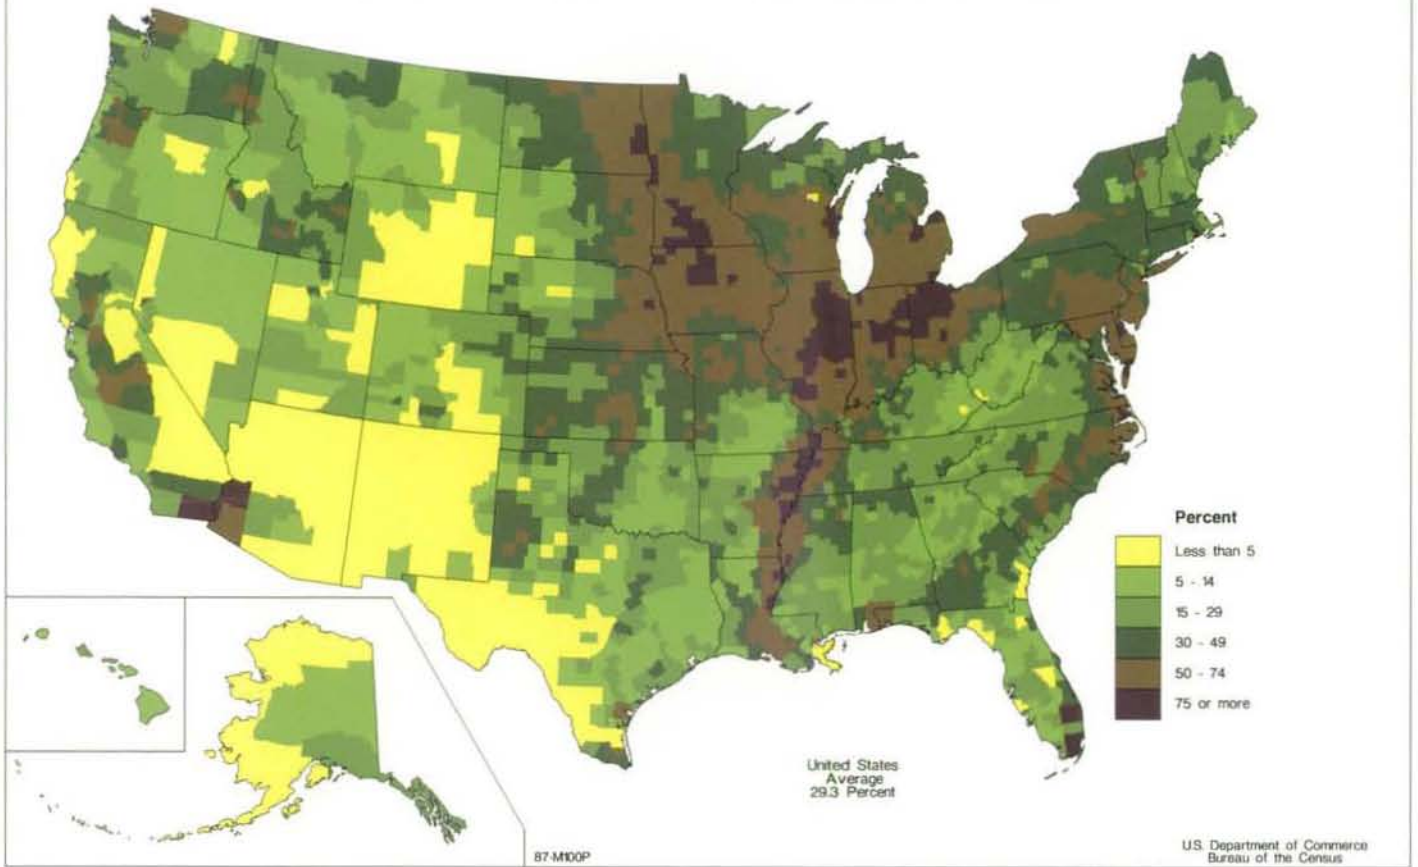 Percent
Less than 5
5 - 14
15 - 29
30 - 49
50 - 74
75 or more
United States
Average
29.3 Percent
87-M100P
U.S. Department of Commerce
Bureau of the Census